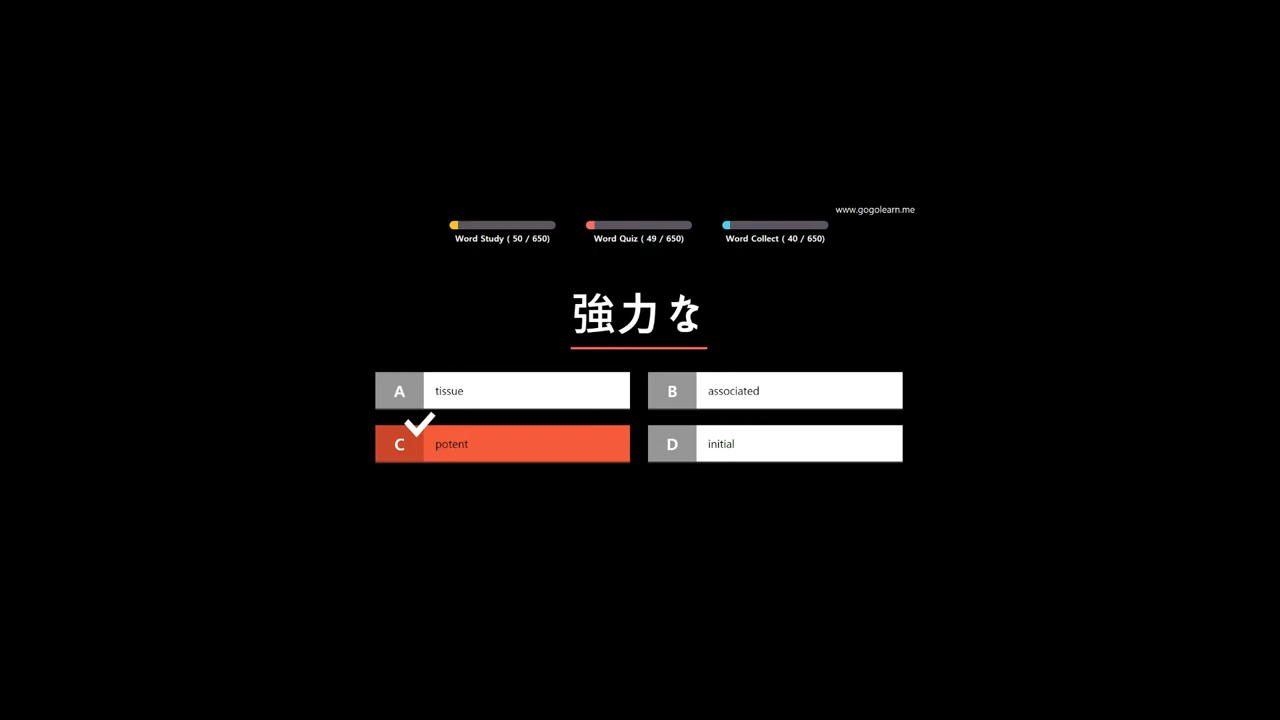 www.gogolearn.me
Word Study ( 50 / 650)
Word Quiz ( 49 / 650)
Word Collect ( 40 / 650)
強力な
A tissue
B associated
C potent
D initial